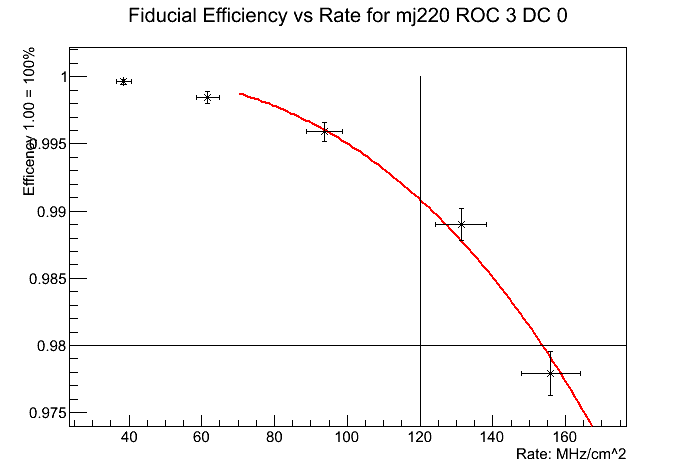 Fiducial Efficiency vs Rate for mj220 ROC 3 DC 0
Efficency 1.00 = 100%
1
0.995
0.99
0.985
0.98
0.975
40 60 80 100 120 140 160
Rate: MHz/cm^2